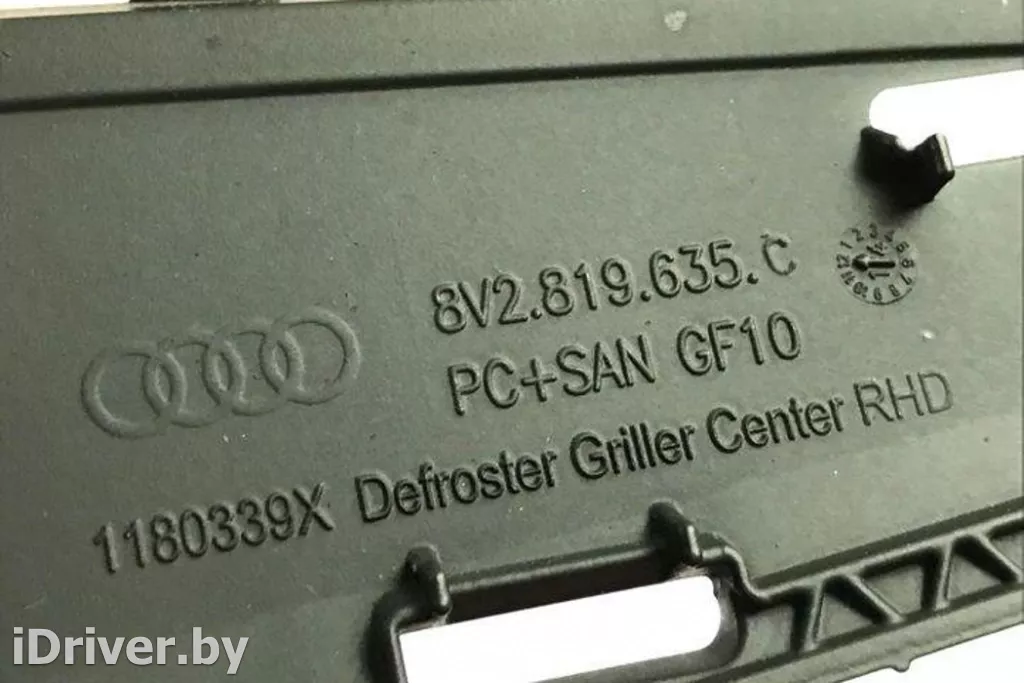 8V2.819.635.C
PC+SAN GF10
1180339X Defroster Griller Center RHD
iDriver.by